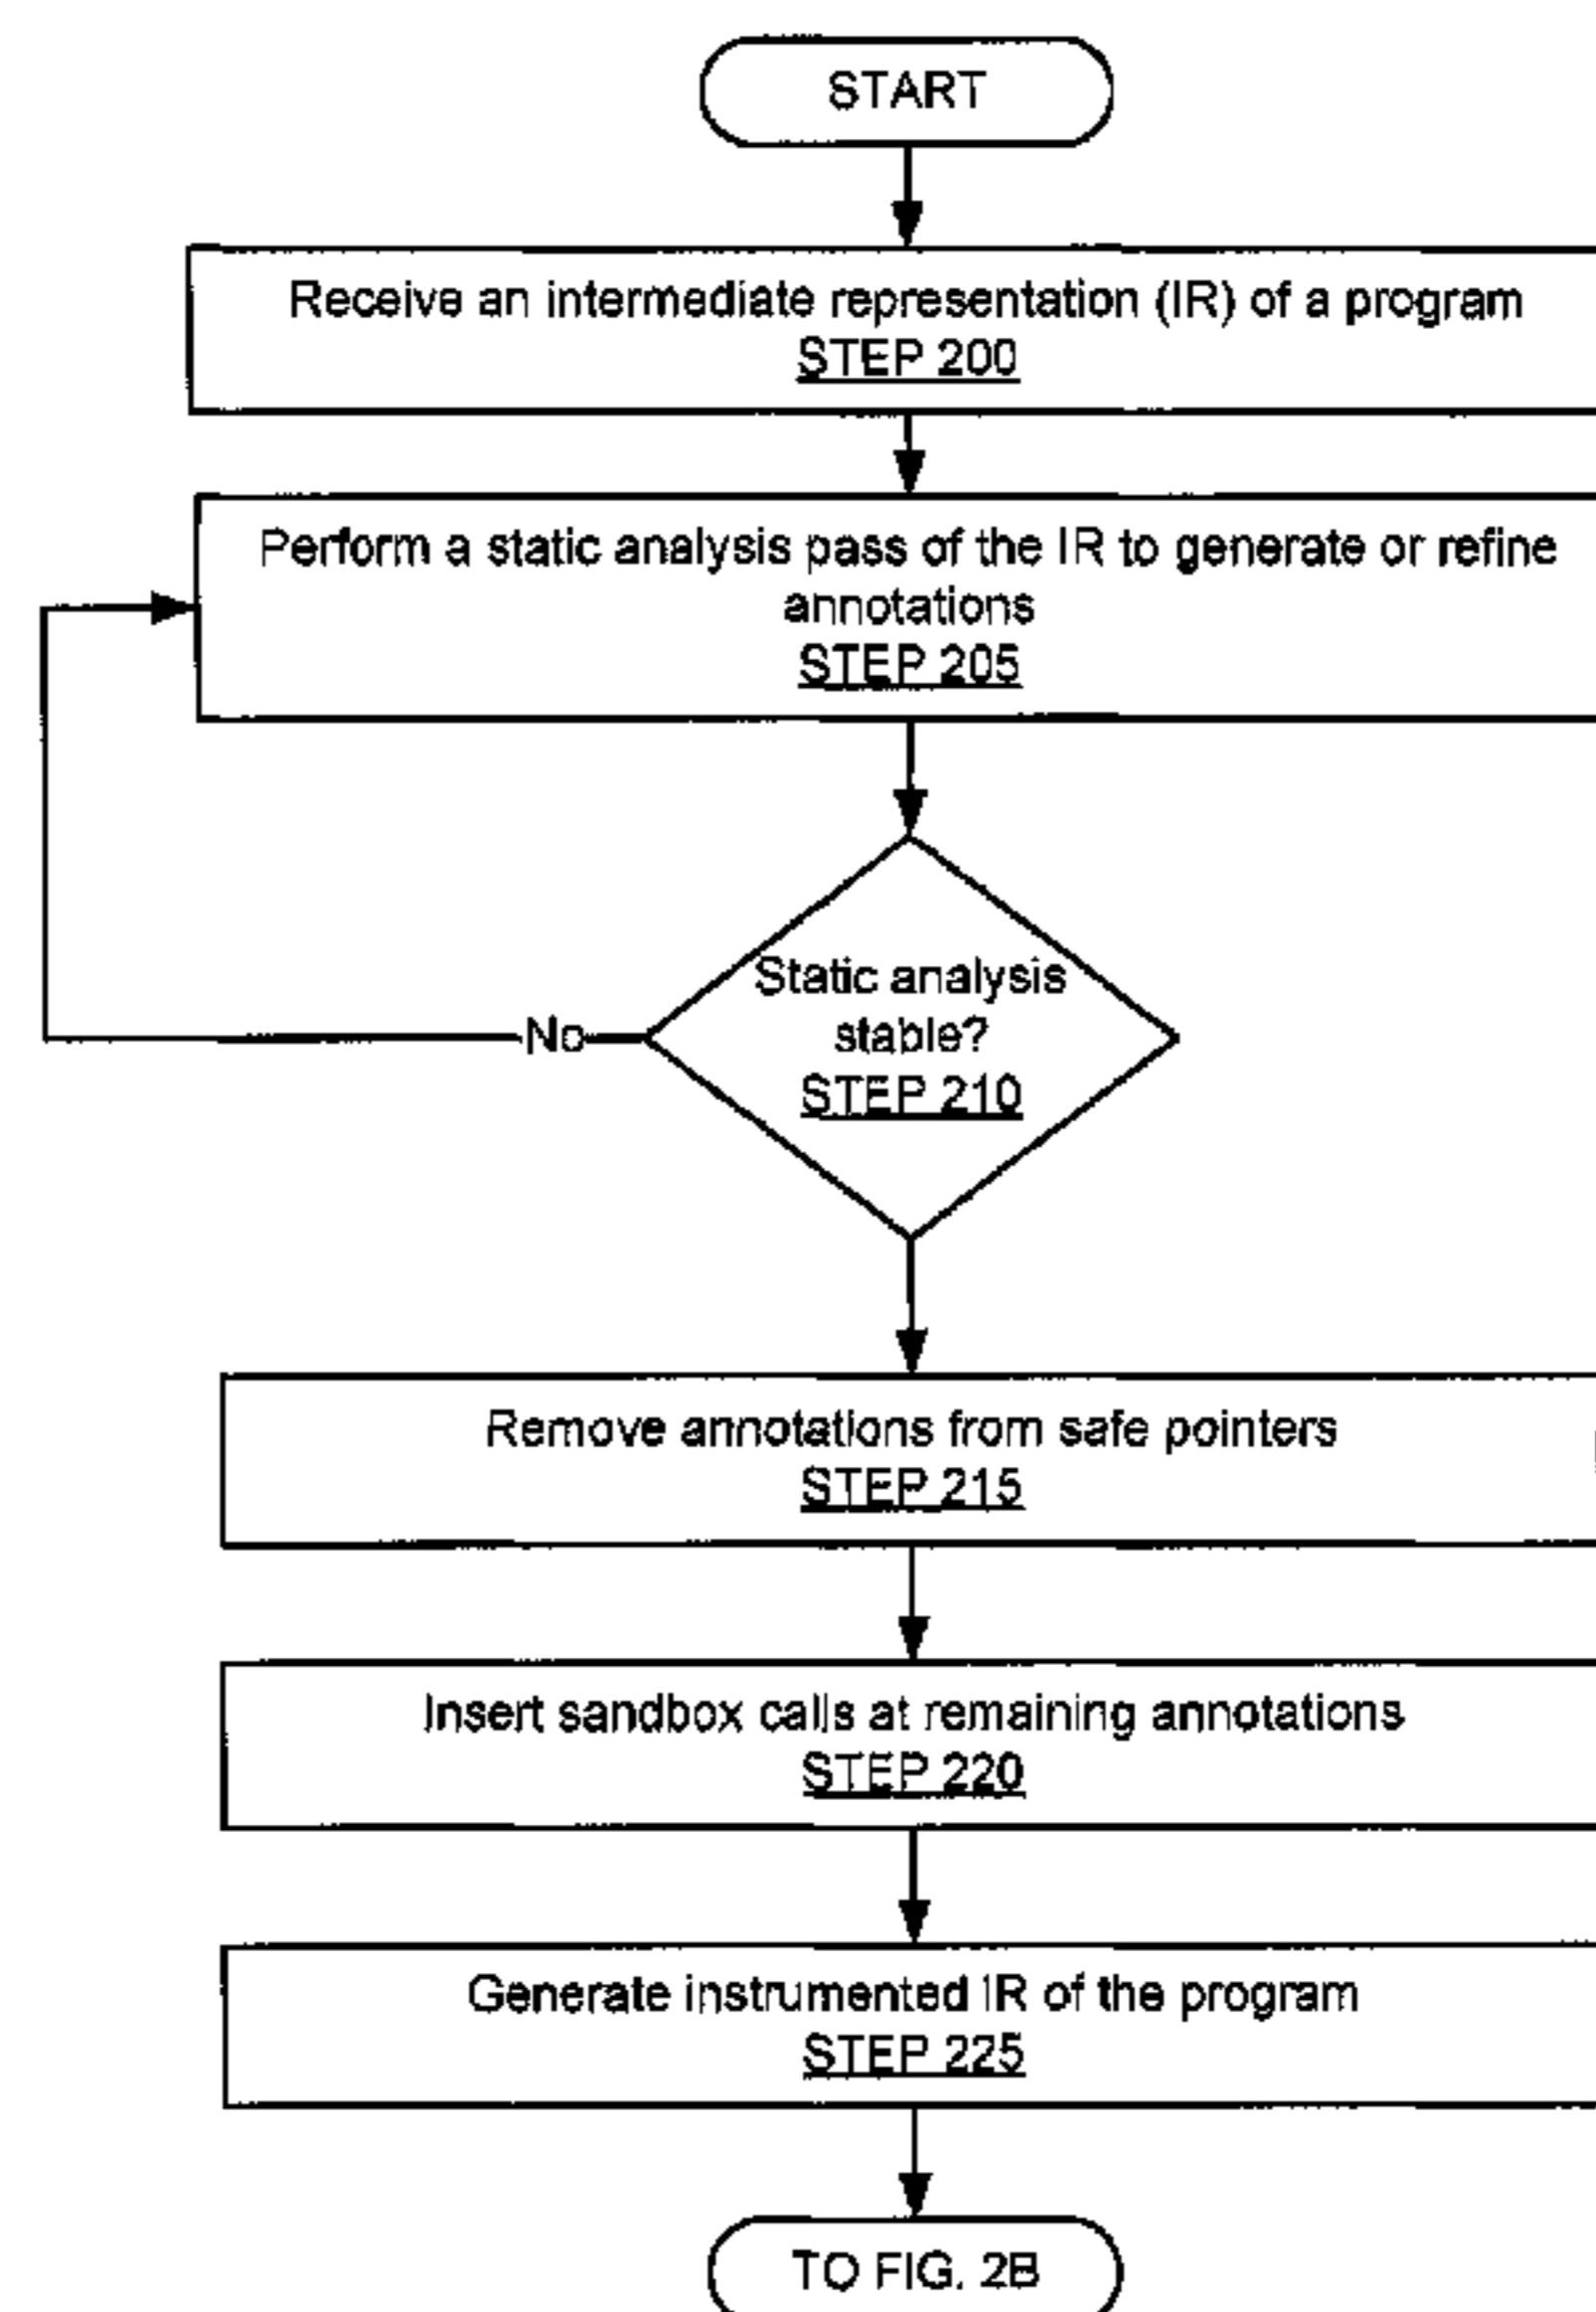 START
Receive an intermediate representation (IR) of a program
STEP 200
Perform a static analysis pass of the IR to generate or refine
annotations
STEP 205
Static analysis
stable?
STEP 210
No
Remove annotations from safe pointers
STEP 215
Insert sandbox calls at remaining annotations
STEP 220
Generate instrumented IR of the program
STEP 225
TO FIG. 2B